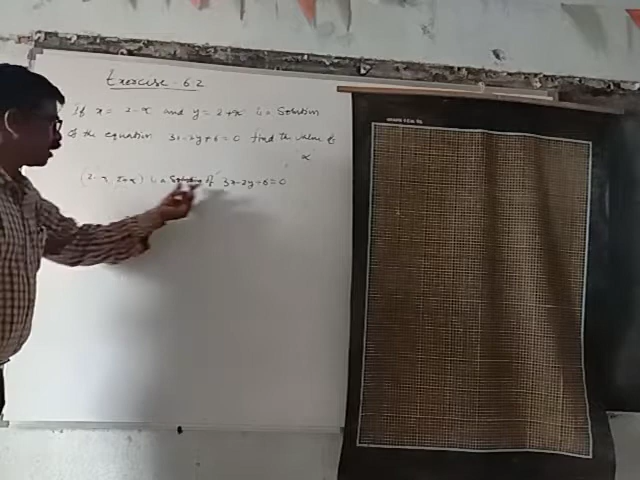 Exercise - 6.2
If x = 2-α and y = 2+α is a Solution
of the equation 3x-2y+6=0 find the value of
"α"
(2-α, 2+α) is a Solution of 3x-2y+6=0